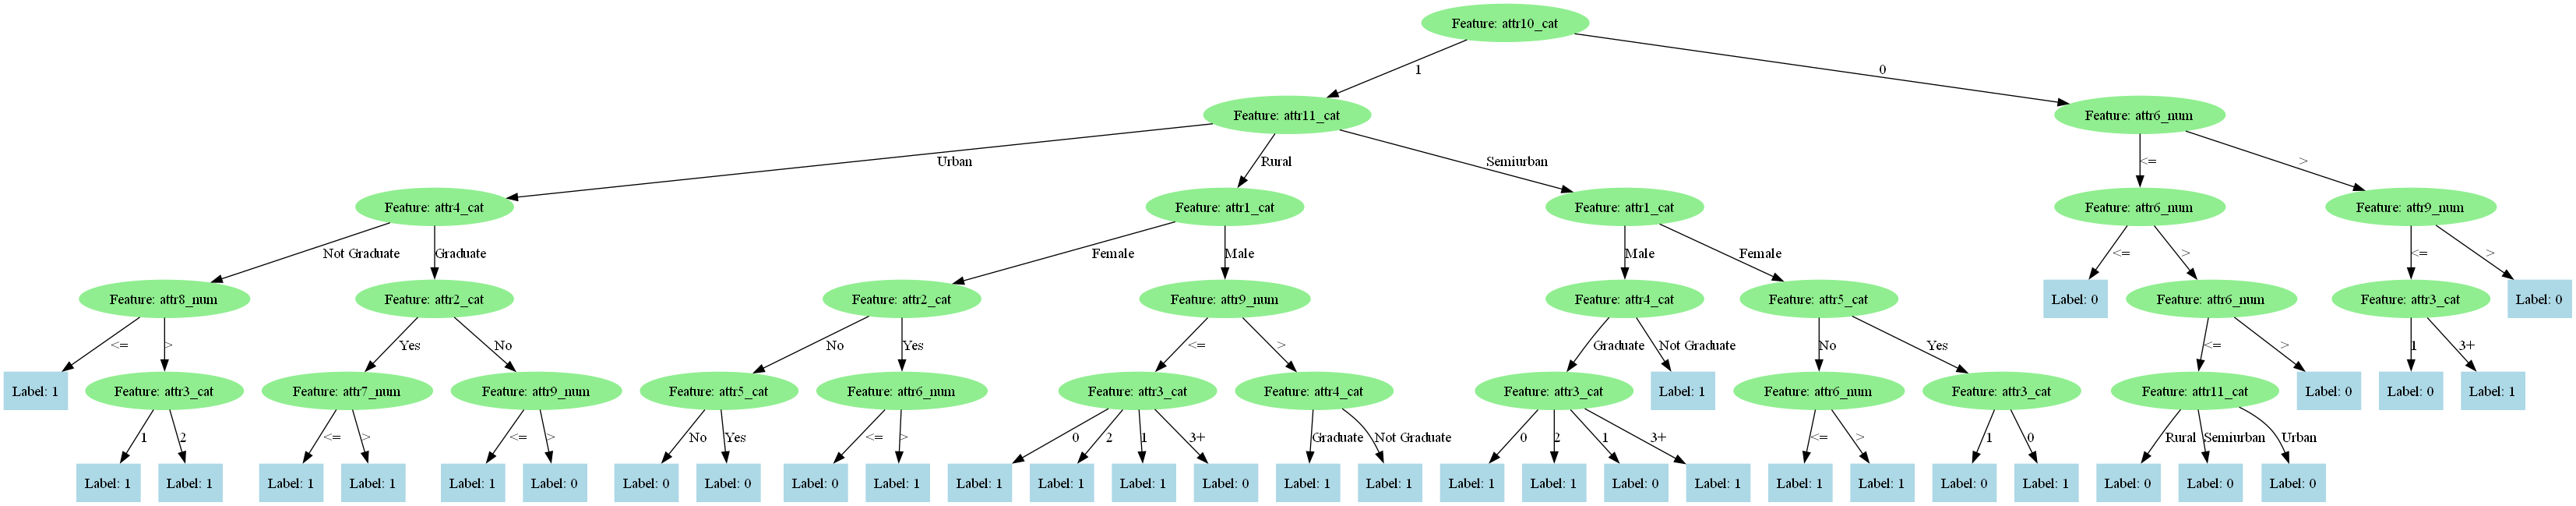 Feature: attr10_cat
1
0
Feature: attr11_cat
Feature: attr6_num
Urban
Rural
Semiurban
<=
>
Feature: attr4_cat
Feature: attr1_cat
Feature: attr1_cat
Feature: attr6_num
Feature: attr9_num
Not Graduate
Graduate
Female
Male
Male
Female
<=
>
<=
>
Feature: attr8_num
Feature: attr2_cat
Feature: attr2_cat
Feature: attr9_num
Feature: attr4_cat
Feature: attr5_cat
Label: 0
Feature: attr6_num
Feature: attr3_cat
Label: 0
<=
>
Yes
No
No
Yes
<=
>
Graduate
Not Graduate
No
Yes
<=
>
1
3+
Label: 1
Feature: attr3_cat
Feature: attr7_num
Feature: attr9_num
Feature: attr5_cat
Feature: attr6_num
Feature: attr3_cat
Feature: attr4_cat
Feature: attr3_cat
Label: 1
Feature: attr6_num
Feature: attr3_cat
Feature: attr11_cat
Label: 0
Label: 0
Label: 1
1
2
<=
>
<=
>
No
Yes
<=
>
0
2
1
3+
Graduate
Not Graduate
0
2
1
3+
<=
>
1
0
Rural
Semiurban
Urban
Label: 1
Label: 1
Label: 1
Label: 1
Label: 1
Label: 0
Label: 0
Label: 0
Label: 0
Label: 1
Label: 1
Label: 1
Label: 1
Label: 0
Label: 1
Label: 1
Label: 1
Label: 1
Label: 0
Label: 1
Label: 1
Label: 1
Label: 0
Label: 1
Label: 0
Label: 0
Label: 0